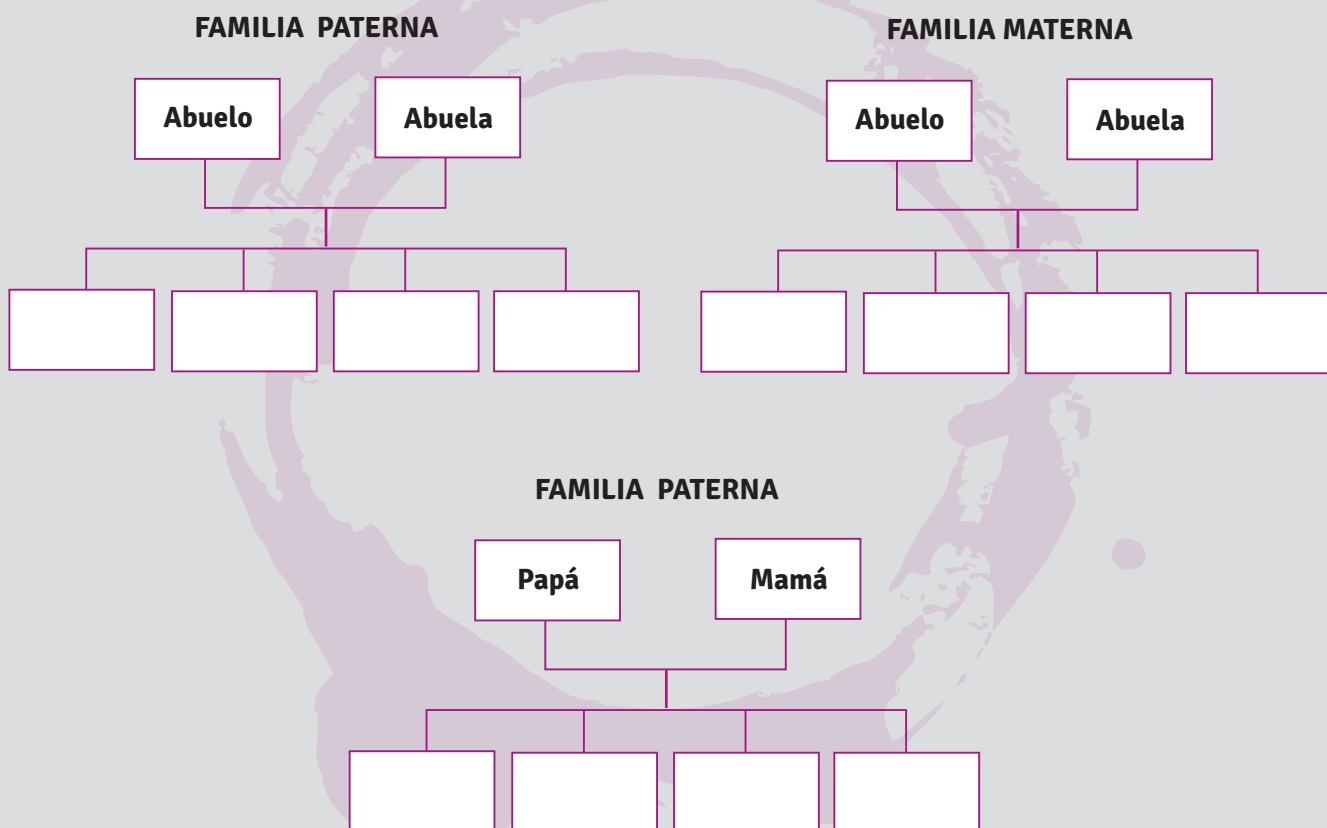 FAMILIA PATERNA
FAMILIA MATERNA
Abuelo
Abuela
Abuelo
Abuela
FAMILIA PATERNA
Papá
Mamá